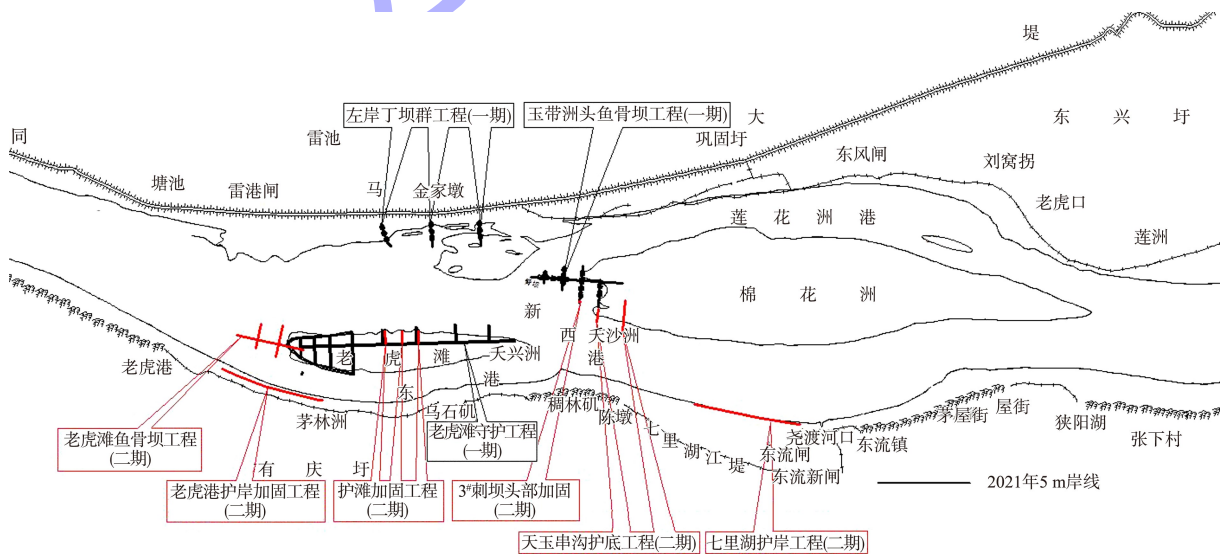 堤
左岸丁坝群工程(一期)
玉带洲头鱼骨坝工程(一期)
大
东 兴 圩
同
雷池
巩固圩
东风闸
刘窝拐
塘池
雷港闸
马
金家墩
老虎口
莲 花 洲 港
莲洲
棉 花 洲
新
西
天沙洲
老虎滩
天兴洲
港
老虎港
东
港
稠林矶
茅林洲
乌石矶
陈墩
茅屋街
屋街
狭阳湖
张下村
老虎滩鱼骨坝工程
(二期)
老虎滩守护工程
(一期)
七里湖江堤
尧渡河口
东流镇
东流闸
东流新闸
有庆圩
老虎港护岸加固工程
(二期)
护滩加固工程
(二期)
3#刺坝头部加固
(二期)
2021年5 m岸线
天玉串沟护底工程(二期)
七里湖护岸工程(二期)